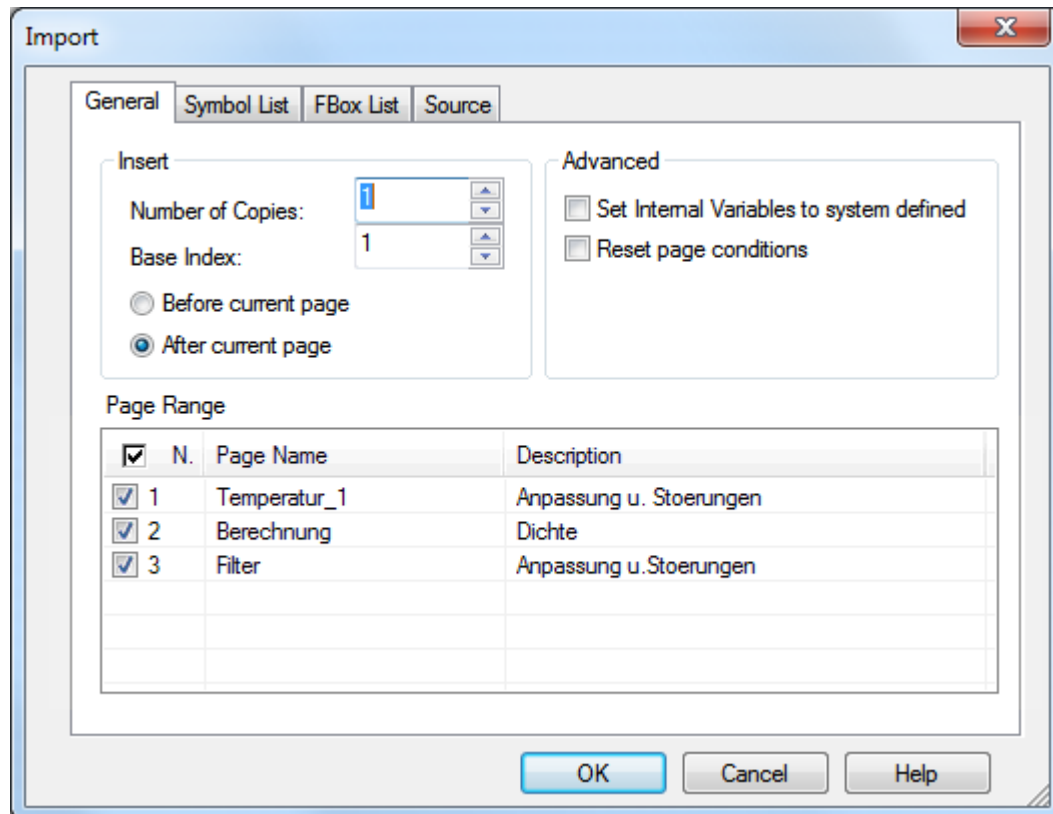 Import
General Symbol List FBox List Source
Insert
Number of Copies: 1
Base Index: 1
Before current page
After current page
Advanced
Set Internal Variables to system defined
Reset page conditions
Page Range
N. Page Name Description
1 Temperatur_1 Anpassung u. Stoerungen
2 Berechnung Dichte
3 Filter Anpassung u.Stoerungen
OK Cancel Help